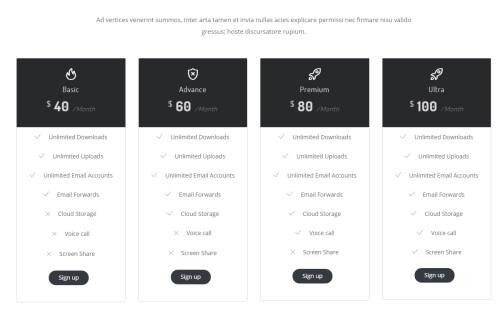 Ad vertices venerint summos, inter arta tamen et invia nullas acies explicare permissi nec firmare nisu valido
gressus; hoste discursatore rupium.
Basic
$ 40 /Month
Unlimited Downloads
Unlimited Uploads
Unlimited Email Accounts
Email Forwards
Cloud Storage
Voice call
Screen Share
Sign up
Advance
$ 60 /Month
Unlimited Downloads
Unlimited Uploads
Unlimited Email Accounts
Email Forwards
Cloud Storage
Voice call
Screen Share
Sign up
Premium
$ 80 /Month
Unlimited Downloads
Unlimited Uploads
Unlimited Email Accounts
Email Forwards
Cloud Storage
Voice call
Screen Share
Sign up
Ultra
$ 100 /Month
Unlimited Downloads
Unlimited Uploads
Unlimited Email Accounts
Email Forwards
Cloud Storage
Voice call
Screen Share
Sign up